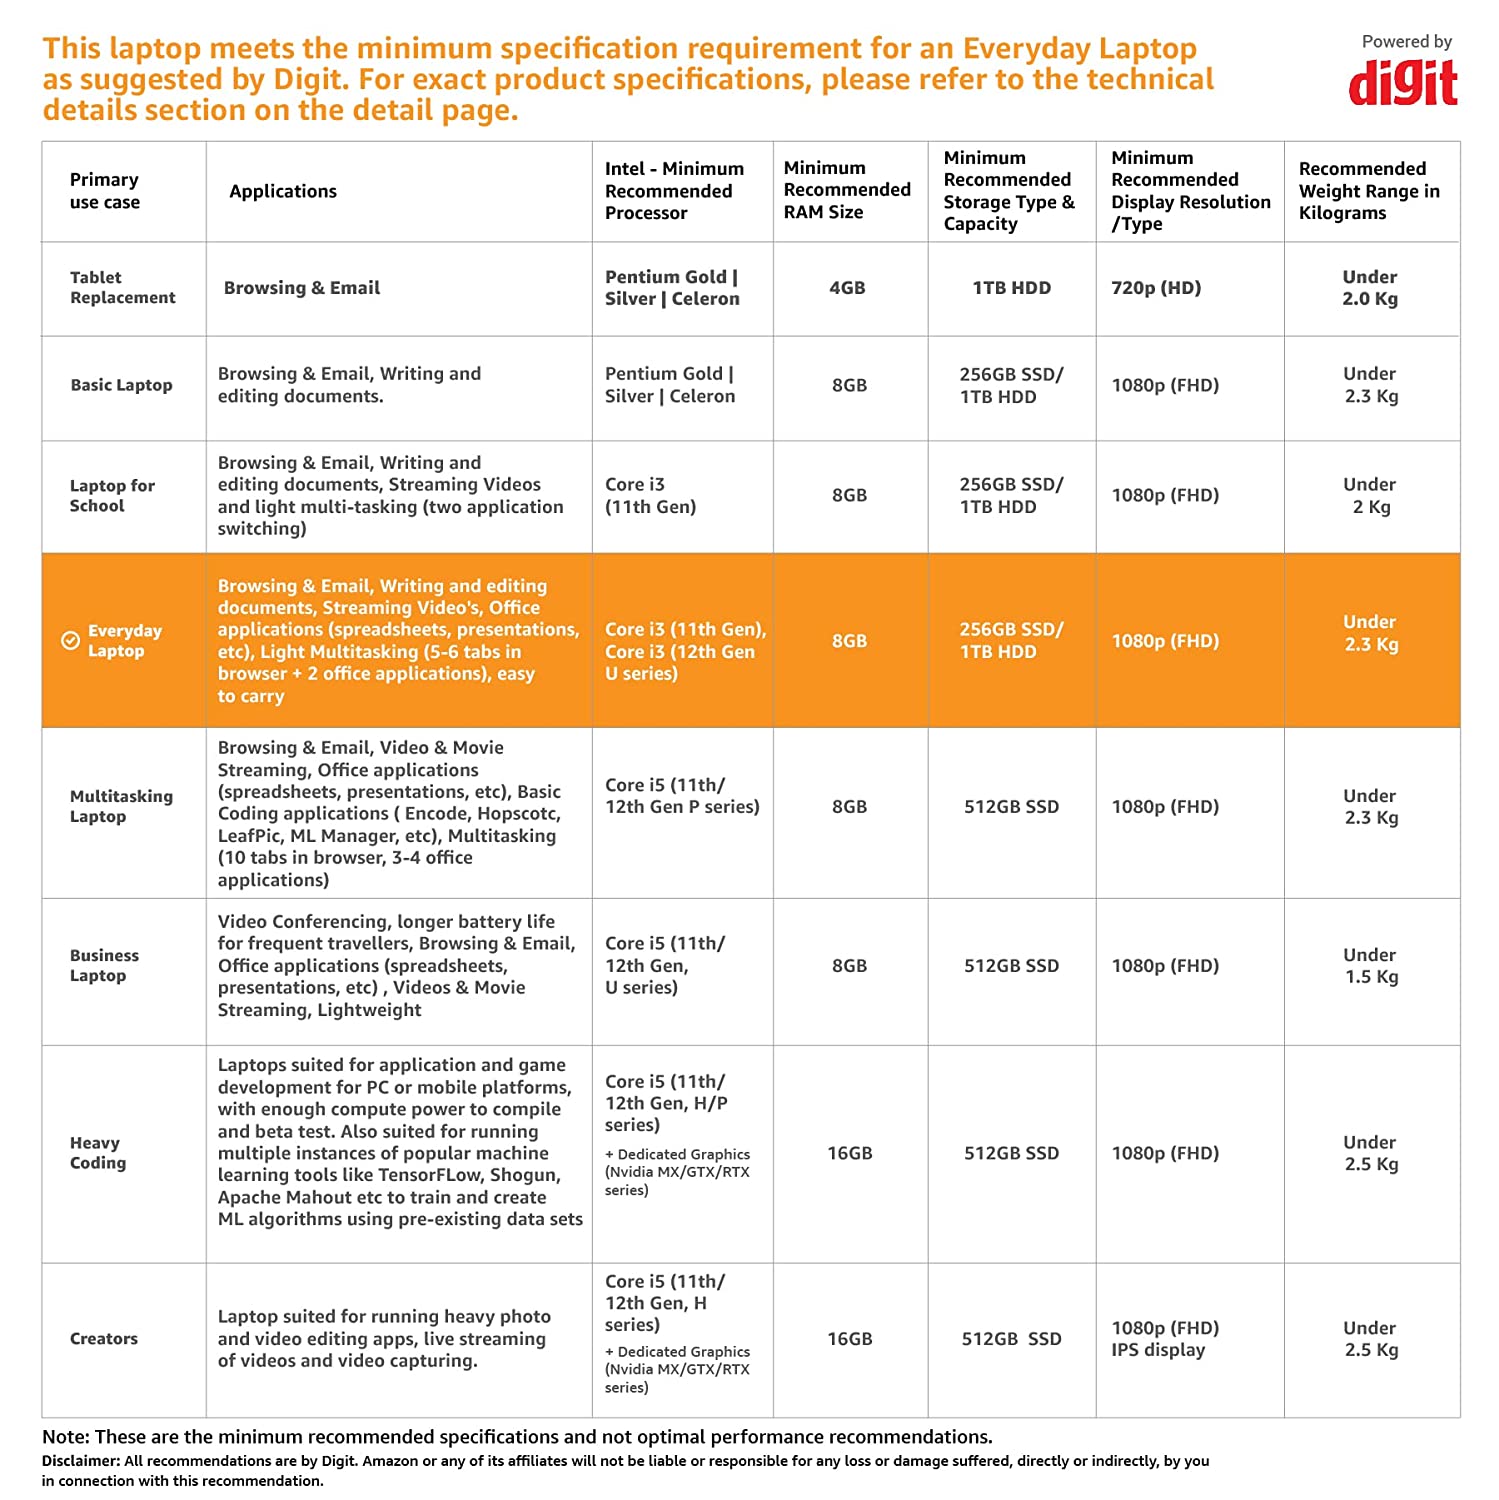 This laptop meets the minimum specification requirement for an Everyday Laptop
as suggested by Digit. For exact product specifications, please refer to the technical
details section on the detail page.
Powered by
digit
Primary
use case
Applications
Intel - Minimum
Recommended
Processor
Minimum
Recommended
RAM Size
Minimum
Recommended
Storage Type &
Capacity
Minimum
Recommended
Display Resolution
/Type
Recommended
Weight Range in
Kilograms
Tablet
Replacement
Browsing & Email
Pentium Gold |
Silver | Celeron
4GB
1TB HDD
720p (HD)
Under
2.0 Kg
Basic Laptop
Browsing & Email, Writing and
editing documents.
Pentium Gold |
Silver | Celeron
8GB
256GB SSD/
1TB HDD
1080p (FHD)
Under
2.3 Kg
Laptop for
School
Browsing & Email, Writing and
editing documents, Streaming Videos
and light multi-tasking (two application
switching)
Core i3
(11th Gen)
8GB
256GB SSD/
1TB HDD
1080p (FHD)
Under
2 Kg
Everyday
Laptop
Browsing & Email, Writing and editing
documents, Streaming Video's, Office
applications (spreadsheets, presentations,
etc), Light Multitasking (5-6 tabs in
browser + 2 office applications), easy
to carry
Core i3 (11th Gen),
Core i3 (12th Gen
U series)
8GB
256GB SSD/
1TB HDD
1080p (FHD)
Under
2.3 Kg
Multitasking
Laptop
Browsing & Email, Video & Movie
Streaming, Office applications
(spreadsheets, presentations, etc), Basic
Coding applications ( Encode, Hopscotc,
LeafPic, ML Manager, etc), Multitasking
(10 tabs in browser, 3-4 office
applications)
Core i5 (11th/
12th Gen P series)
8GB
512GB SSD
1080p (FHD)
Under
2.3 Kg
Business
Laptop
Video Conferencing, longer battery life
for frequent travellers, Browsing & Email,
Office applications (spreadsheets,
presentations, etc) , Videos & Movie
Streaming, Lightweight
Core i5 (11th/
12th Gen,
U series)
8GB
512GB SSD
1080p (FHD)
Under
1.5 Kg
Heavy
Coding
Laptops suited for application and game
development for PC or mobile platforms,
with enough compute power to compile
and beta test. Also suited for running
multiple instances of popular machine
learning tools like TensorFLow, Shogun,
Apache Mahout etc to train and create
ML algorithms using pre-existing data sets
Core i5 (11th/
12th Gen, H/P
series)
+ Dedicated Graphics
(Nvidia MX/GTX/RTX
series)
16GB
512GB SSD
1080p (FHD)
Under
2.5 Kg
Creators
Laptop suited for running heavy photo
and video editing apps, live streaming
of videos and video capturing.
Core i5 (11th/
12th Gen, H
series)
+ Dedicated Graphics
(Nvidia MX/GTX/RTX
series)
16GB
512GB SSD
1080p (FHD)
IPS display
Under
2.5 Kg
Note: These are the minimum recommended specifications and not optimal performance recommendations.
Disclaimer: All recommendations are by Digit. Amazon or any of its affiliates will not be liable or responsible for any loss or damage suffered, directly or indirectly, by you
in connection with this recommendation.